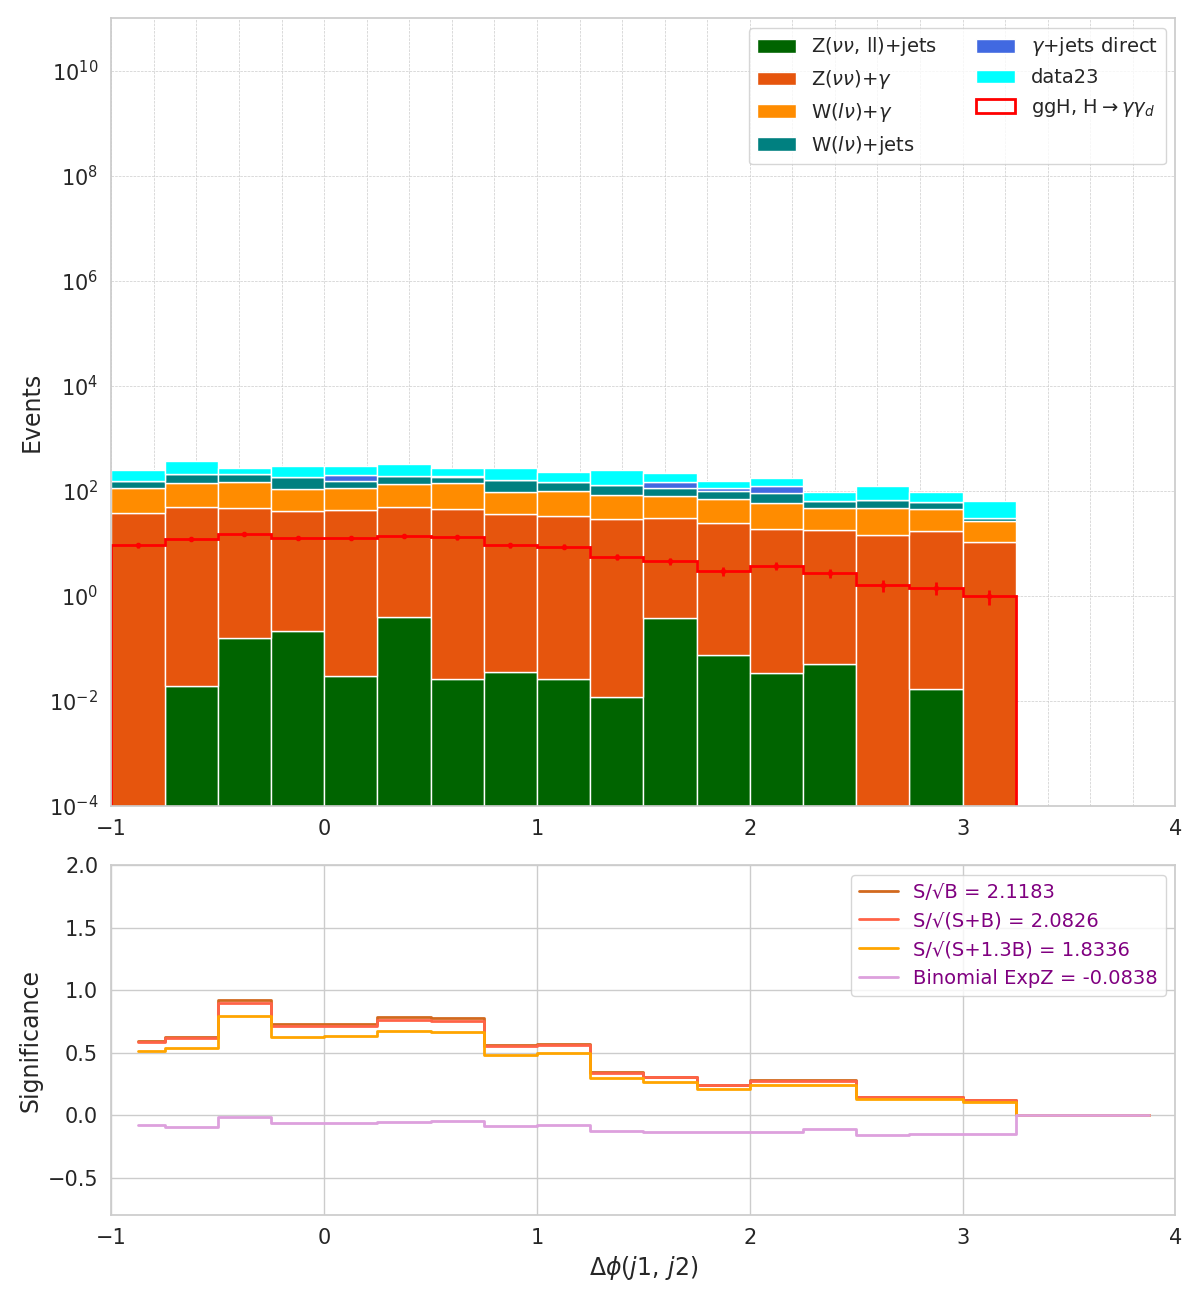 Z(νν, ll)+jets
Z(νν)+γ
W(lν)+γ
W(lν)+jets
γ+jets direct
data23
ggH, H→γγ_d
Events
10^10
10^8
10^6
10^4
10^2
10^0
10^−2
10^−4
−1 0 1 2 3 4
S/√B = 2.1183
S/√(S+B) = 2.0826
S/√(S+1.3B) = 1.8336
Binomial ExpZ = -0.0838
Significance
2.0
1.5
1.0
0.5
0.0
−0.5
−1 0 1 2 3 4
Δϕ(j1, j2)